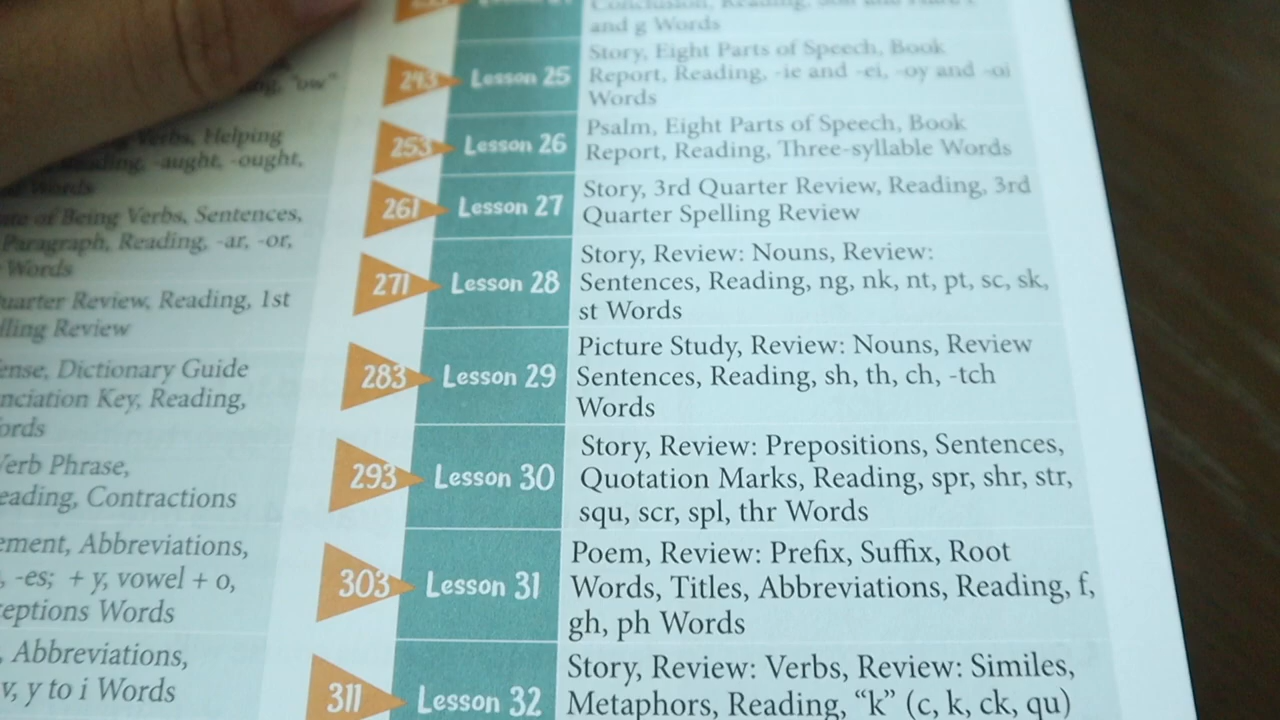 "ow"
Verbs, Helping
-aught, -ought,
Words
of Being Verbs, Sentences,
Paragraph, Reading, -ar, -or,
Words
Quarter Review, Reading, 1st
Review
Dictionary Guide
Key, Reading,
Verb Phrase,
Contractions
Abbreviations,
-es; + y, vowel + o,
Words
Abbreviations,
v, y to i Words
and g Words
243 Lesson 25 Story, Eight Parts of Speech, Book
Report, Reading, -ie and -ei, -oy and -oi
Words
253 Lesson 26 Psalm, Eight Parts of Speech, Book
Report, Reading, Three-syllable Words
261 Lesson 27 Story, 3rd Quarter Review, Reading, 3rd
Quarter Spelling Review
271 Lesson 28 Story, Review: Nouns, Review:
Sentences, Reading, ng, nk, nt, pt, sc, sk,
st Words
283 Lesson 29 Picture Study, Review: Nouns, Review
Sentences, Reading, sh, th, ch, -tch
Words
293 Lesson 30 Story, Review: Prepositions, Sentences,
Quotation Marks, Reading, spr, shr, str,
squ, scr, spl, thr Words
303 Lesson 31 Poem, Review: Prefix, Suffix, Root
Words, Titles, Abbreviations, Reading, f,
gh, ph Words
311 Lesson 32 Story, Review: Verbs, Review: Similes,
Metaphors, Reading, “k” (c, k, ck, qu)